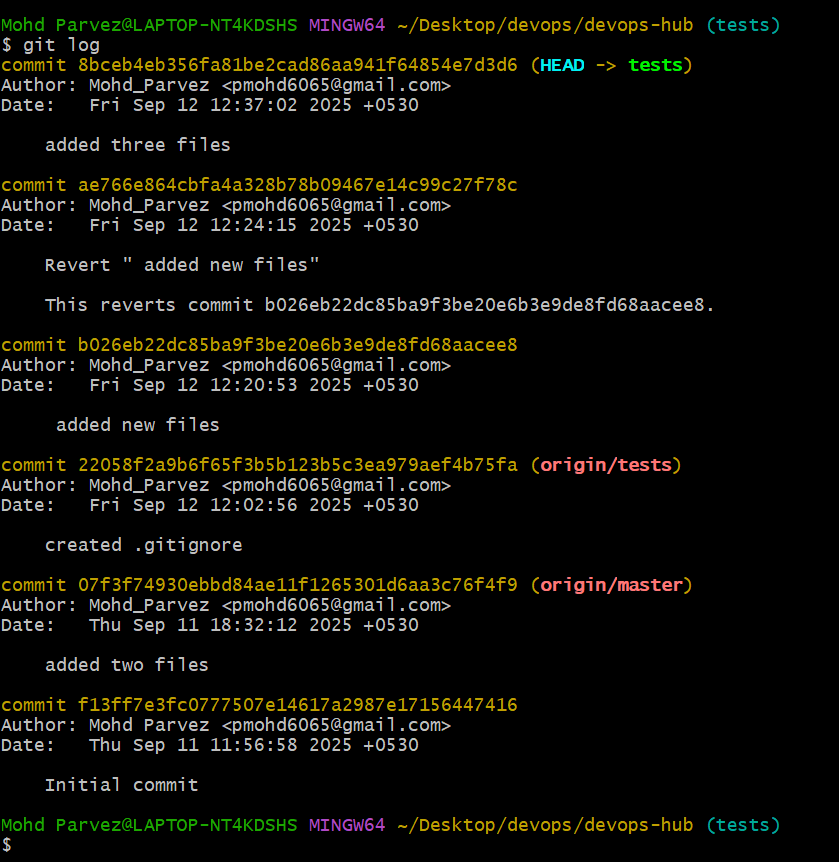 Mohd Parvez@LAPTOP-NT4KDSHS MINGW64 ~/Desktop/devops/devops-hub (tests)
$ git log
commit 8bceb4eb356fa81be2cad86aa941f64854e7d3d6 (HEAD -> tests)
Author: Mohd_Parvez <pmohd6065@gmail.com>
Date:   Fri Sep 12 12:37:02 2025 +0530

    added three files

commit ae766e864cbfa4a328b78b09467e14c99c27f78c
Author: Mohd_Parvez <pmohd6065@gmail.com>
Date:   Fri Sep 12 12:24:15 2025 +0530

    Revert " added new files"

    This reverts commit b026eb22dc85ba9f3be20e6b3e9de8fd68aacee8.

commit b026eb22dc85ba9f3be20e6b3e9de8fd68aacee8
Author: Mohd_Parvez <pmohd6065@gmail.com>
Date:   Fri Sep 12 12:20:53 2025 +0530

     added new files

commit 22058f2a9b6f65f3b5b123b5c3ea979aef4b75fa (origin/tests)
Author: Mohd_Parvez <pmohd6065@gmail.com>
Date:   Fri Sep 12 12:02:56 2025 +0530

    created .gitignore

commit 07f3f74930ebbd84ae11f1265301d6aa3c76f4f9 (origin/master)
Author: Mohd_Parvez <pmohd6065@gmail.com>
Date:   Thu Sep 11 18:32:12 2025 +0530

    added two files

commit f13ff7e3fc0777507e14617a2987e17156447416
Author: Mohd Parvez <pmohd6065@gmail.com>
Date:   Thu Sep 11 11:56:58 2025 +0530

    Initial commit

Mohd Parvez@LAPTOP-NT4KDSHS MINGW64 ~/Desktop/devops/devops-hub (tests)
$